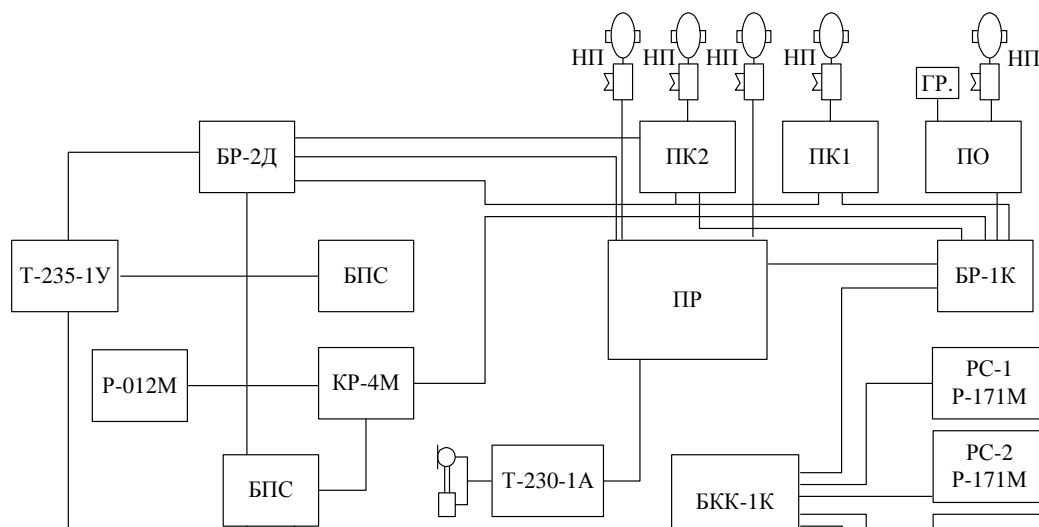 НП
НП
НП
НП
НП
ГР.
БР-2Д
ПК2
ПК1
ПО
Т-235-1У
БПС
ПР
БР-1К
Р-012М
КР-4М
РС-1
Р-171М
БПС
Т-230-1А
БКК-1К
РС-2
Р-171М